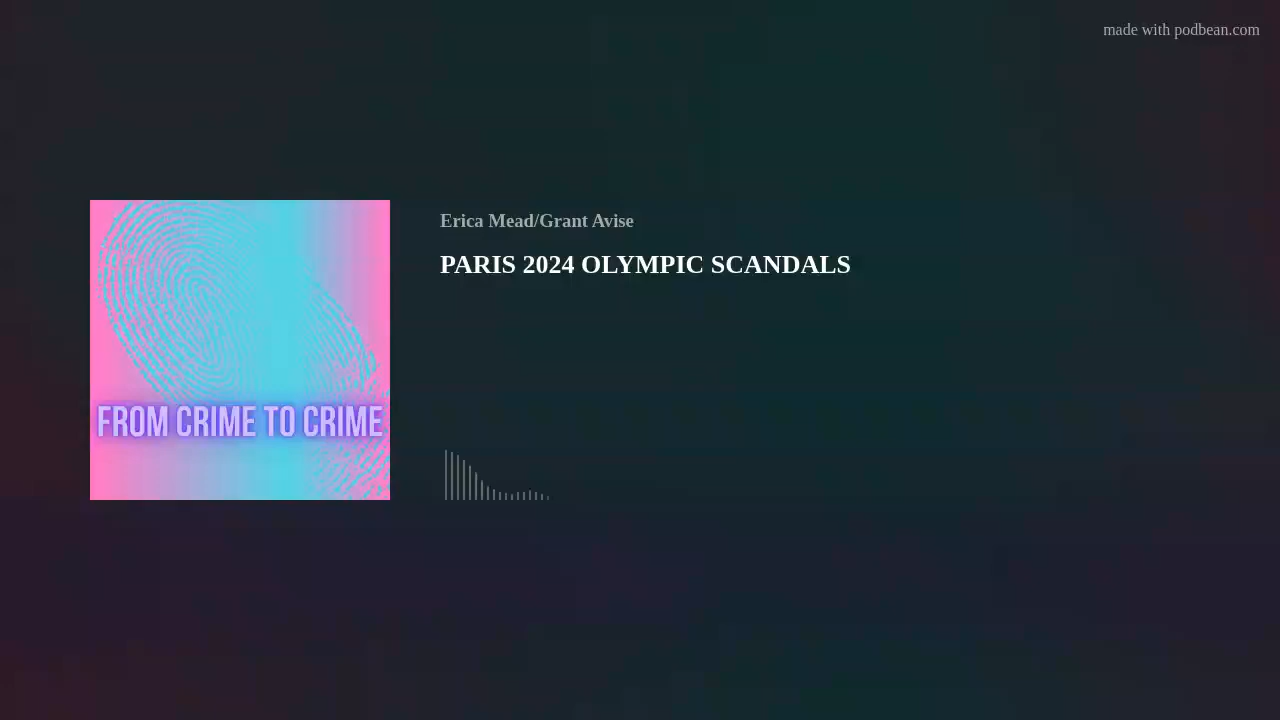 made with podbean.com
Erica Mead/Grant Avise
PARIS 2024 OLYMPIC SCANDALS
FROM CRIME TO CRIME